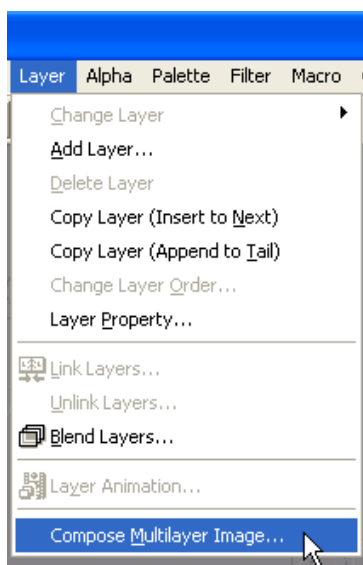 Layer Alpha Palette Filter Macro
Change Layer
Add Layer...
Delete Layer
Copy Layer (Insert to Next)
Copy Layer (Append to Tail)
Change Layer Order...
Layer Property...
Link Layers...
Unlink Layers...
Blend Layers...
Layer Animation...
Compose Multilayer Image...